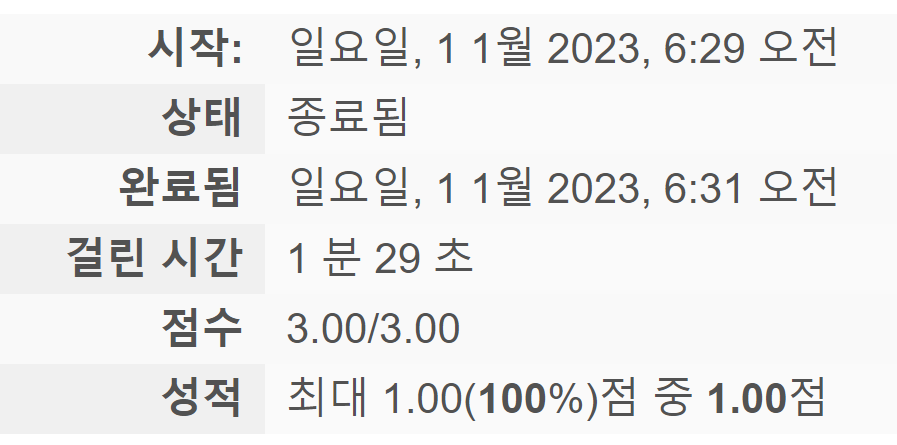 시작: 일요일, 1 1월 2023, 6:29 오전
상태 종료됨
완료됨 일요일, 1 1월 2023, 6:31 오전
걸린 시간 1 분 29 초
점수 3.00/3.00
성적 최대 1.00(100%)점 중 1.00점